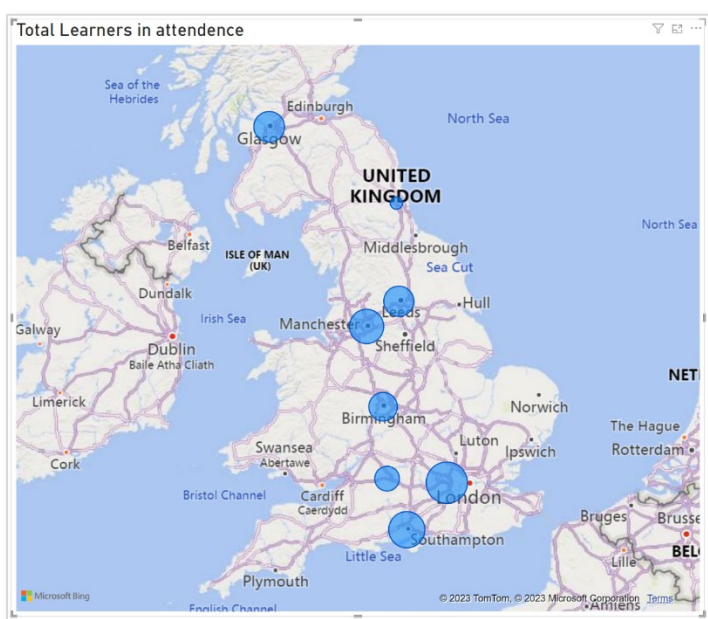 Total Learners in attendence
Sea of the
Hebrides
Edinburgh
North Sea
Glasgow
UNITED
KINGDOM
North Sea
Belfast
ISLE OF MAN
(UK)
Middlesbrough
Sea Cut
Dundalk
Irish Sea
Leeds
Hull
Galway
Manchester
Dublin
Baile Atha Cliath
Sheffield
NET
Limerick
Birmingham
Norwich
The Hague
Luton
Ipswich
Rotterdam
Swansea
Abertawe
Cork
Bristol Channel
Cardiff
Caerdydd
London
Bruges
Brusse
Southampton
Little Sea
Lille
BEL
Plymouth
Microsoft Bing
© 2023 TomTom, © 2023 Microsoft Corporation Terms
Amiens
English Channel